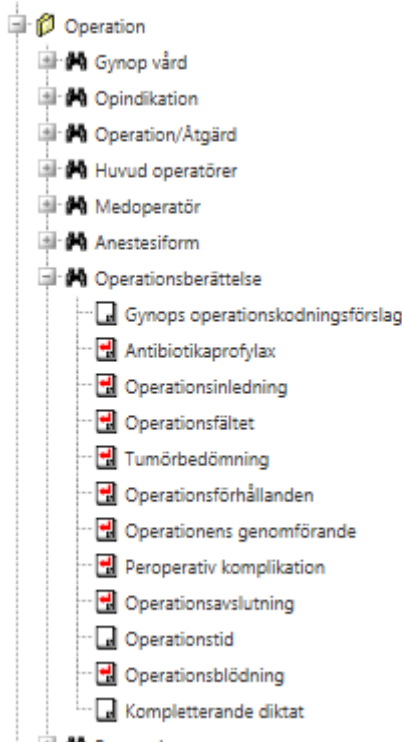 Operation
Gynop vård
Opindikation
Operation/Åtgärd
Huvud operatörer
Medoperatör
Anestesiform
Operationsberättelse
Gynops operationskodningsförslag
Antibiotikaprofylax
Operationsinledning
Operationsfältet
Tumörbedömning
Operationsförhållanden
Operationens genomförande
Peroperativ komplikation
Operationsavslutning
Operationstid
Operationsblödning
Kompletterande diktat